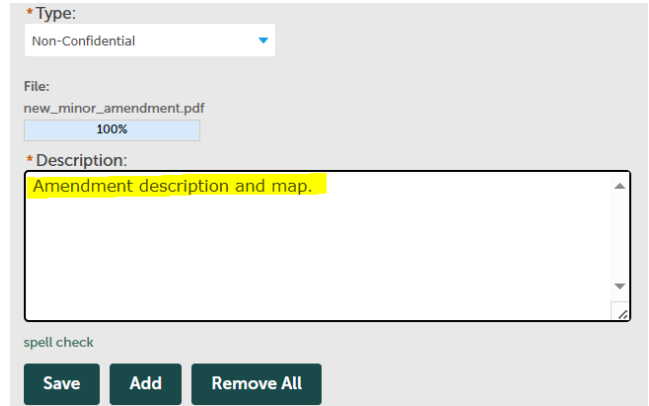 *Type:
Non-Confidential
File:
new_minor_amendment.pdf
100%
*Description:
Amendment description and map.
spell check
Save Add Remove All